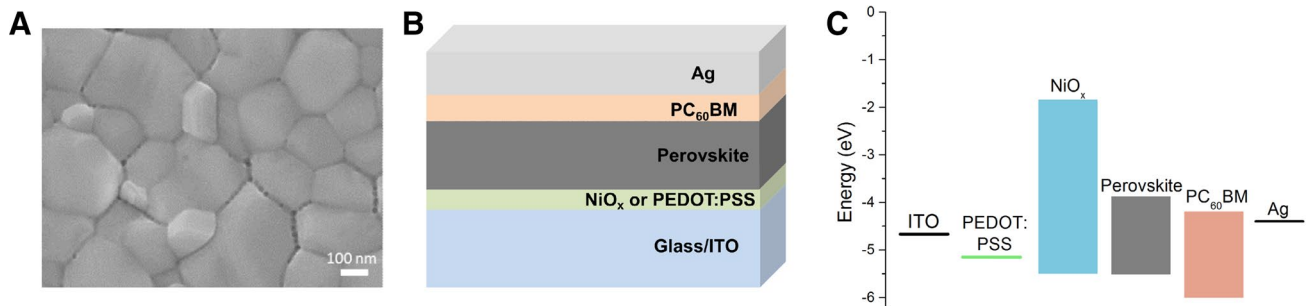 A
100 nm
B
Ag
PC₆₀BM
Perovskite
NiOₓ or PEDOT:PSS
Glass/ITO
C
Energy (eV)
0
-1
-2
-3
-4
-5
-6
ITO
PEDOT:
PSS
NiOₓ
Perovskite
PC₆₀BM
Ag